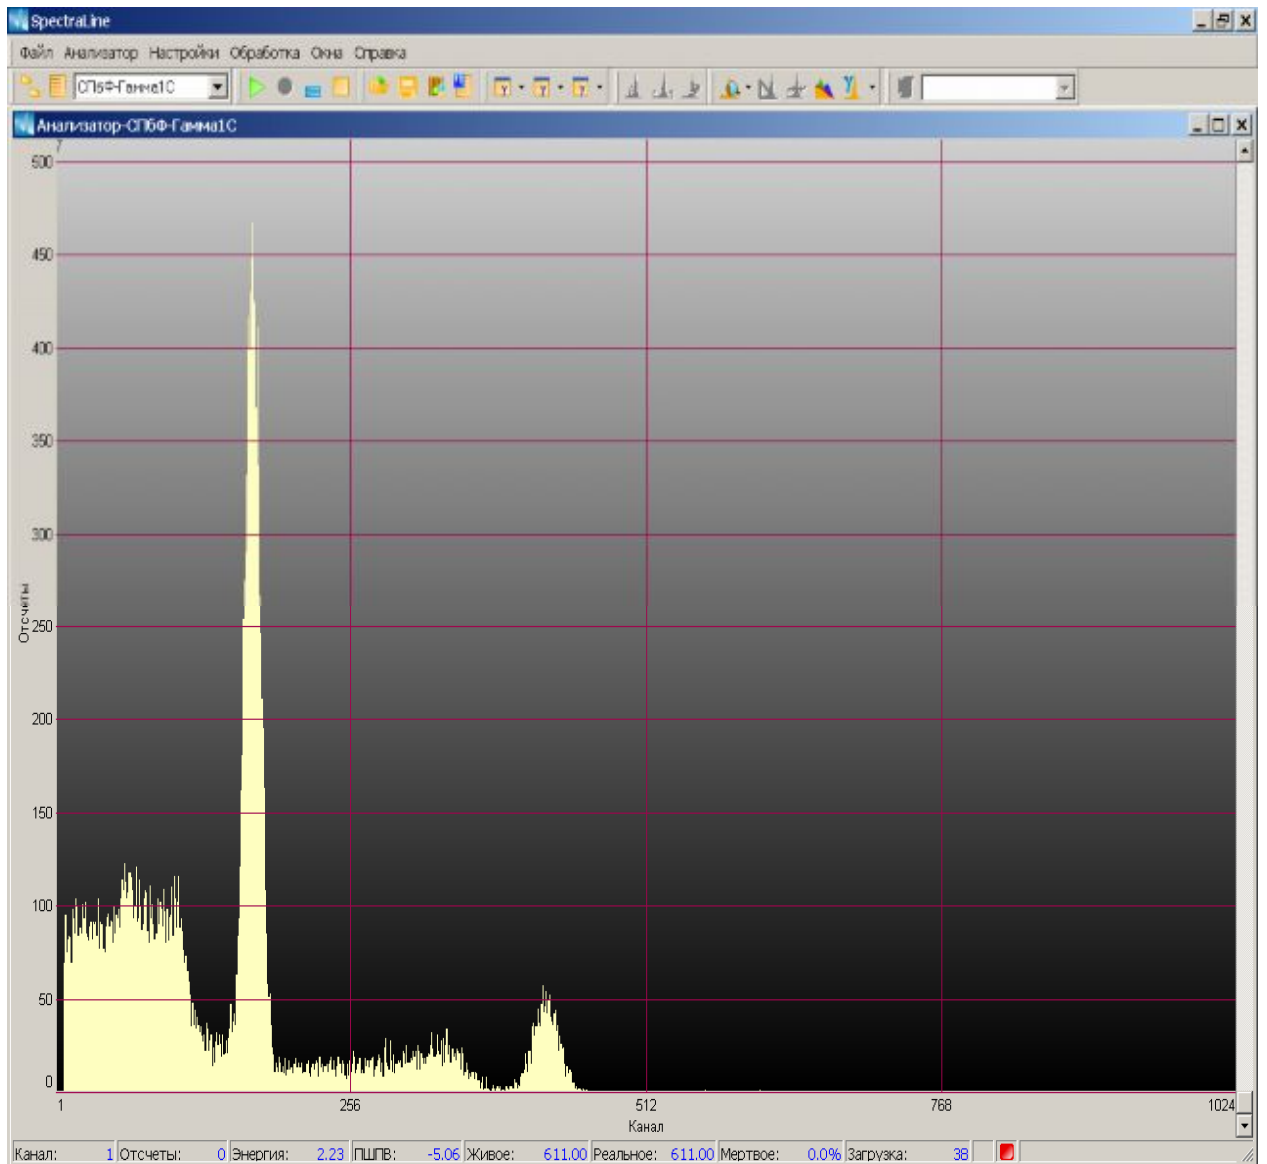 SpectraLine
Файл Анализатор Настройки Обработка Окна Справка
СПбФ-Гамма1С
Анализатор-СПбФ-Гамма1С
500
450
400
350
300
250
200
150
100
50
0
Отсчеты
1 256 512 768 1024
Канал
Канал: 1 Отсчеты: 0 Энергия: 2.23 ПШПВ: -5.06 Живое: 611.00 Реальное: 611.00 Мертвое: 0.0% Загрузка: 38